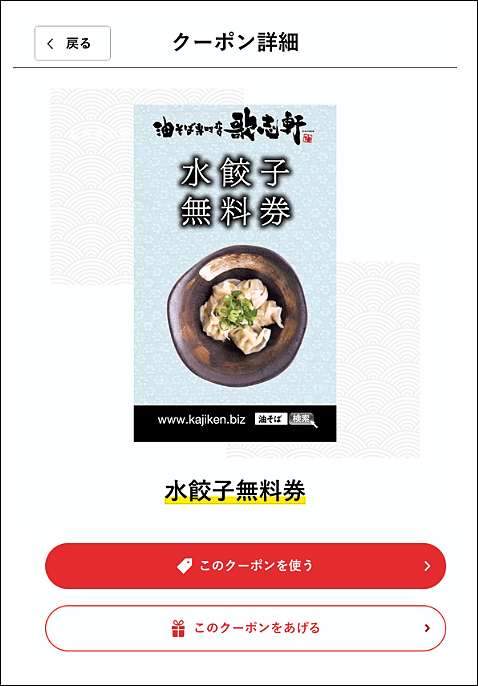 戻る
クーポン詳細
油そば専門店 歌志軒
水餃子
無料券
www.kajiken.biz 油そば 検索
水餃子無料券
このクーポンを使う
このクーポンをあげる